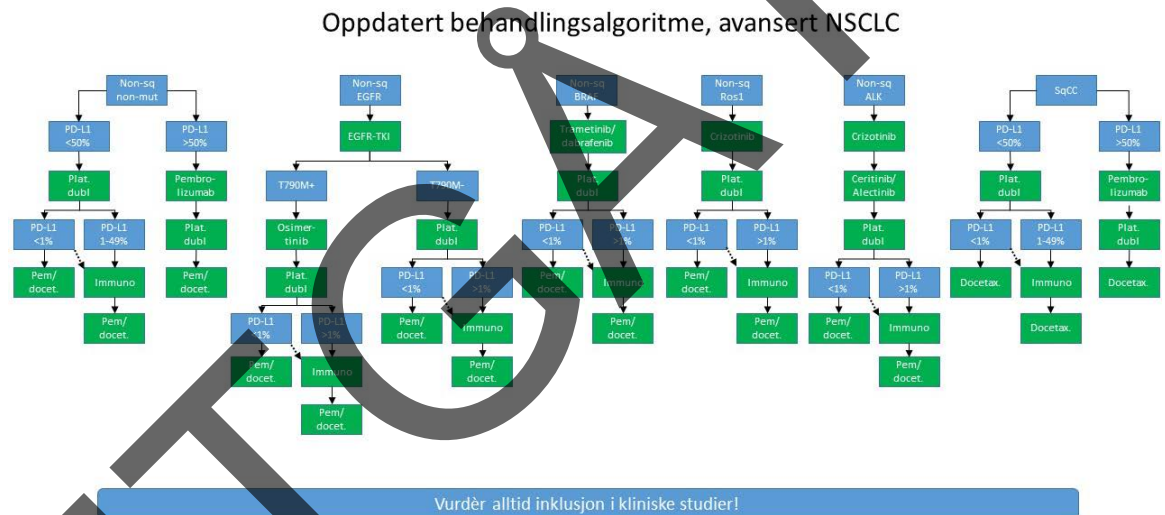 Oppdatert behandlingsalgoritme, avansert NSCLC
Non-sq
non-mut
PD-L1
<50%
PD-L1
>50%
Plat.
dubl
Pembro-
lizumab
PD-L1
<1%
PD-L1
1-49%
Plat.
dubl
Pem/
docet.
Immuno
Pem/
docet.
Pem/
docet.
Non-sq
EGFR
EGFR-TKI
T790M+
T790M-
Osimer-
tinib
Plat.
dubl
Plat.
dubl
PD-L1
<1%
PD-L1
>1%
PD-L1
<1%
PD-L1
>1%
Pem/
docet.
Immuno
Pem/
docet.
Pem/
docet.
Immuno
Pem/
docet.
Non-sq
BRAF
Trametinib/
dabrafenib
Plat.
dubl
PD-L1
<1%
PD-L1
>1%
Pem/
docet.
Immuno
Pem/
docet.
Non-sq
Ros1
Crizotinib
Plat.
dubl
PD-L1
<1%
PD-L1
>1%
Pem/
docet.
Immuno
Pem/
docet.
Non-sq
ALK
Crizotinib
Ceritinib/
Alectinib
Plat.
dubl
PD-L1
<1%
PD-L1
>1%
Pem/
docet.
Immuno
Pem/
docet.
SqCC
PD-L1
<50%
PD-L1
>50%
Plat.
dubl
Pembro-
lizumab
PD-L1
<1%
PD-L1
1-49%
Plat.
dubl
Docetax.
Immuno
Docetax.
Docetax.
Vurdèr alltid inklusjon i kliniske studier!